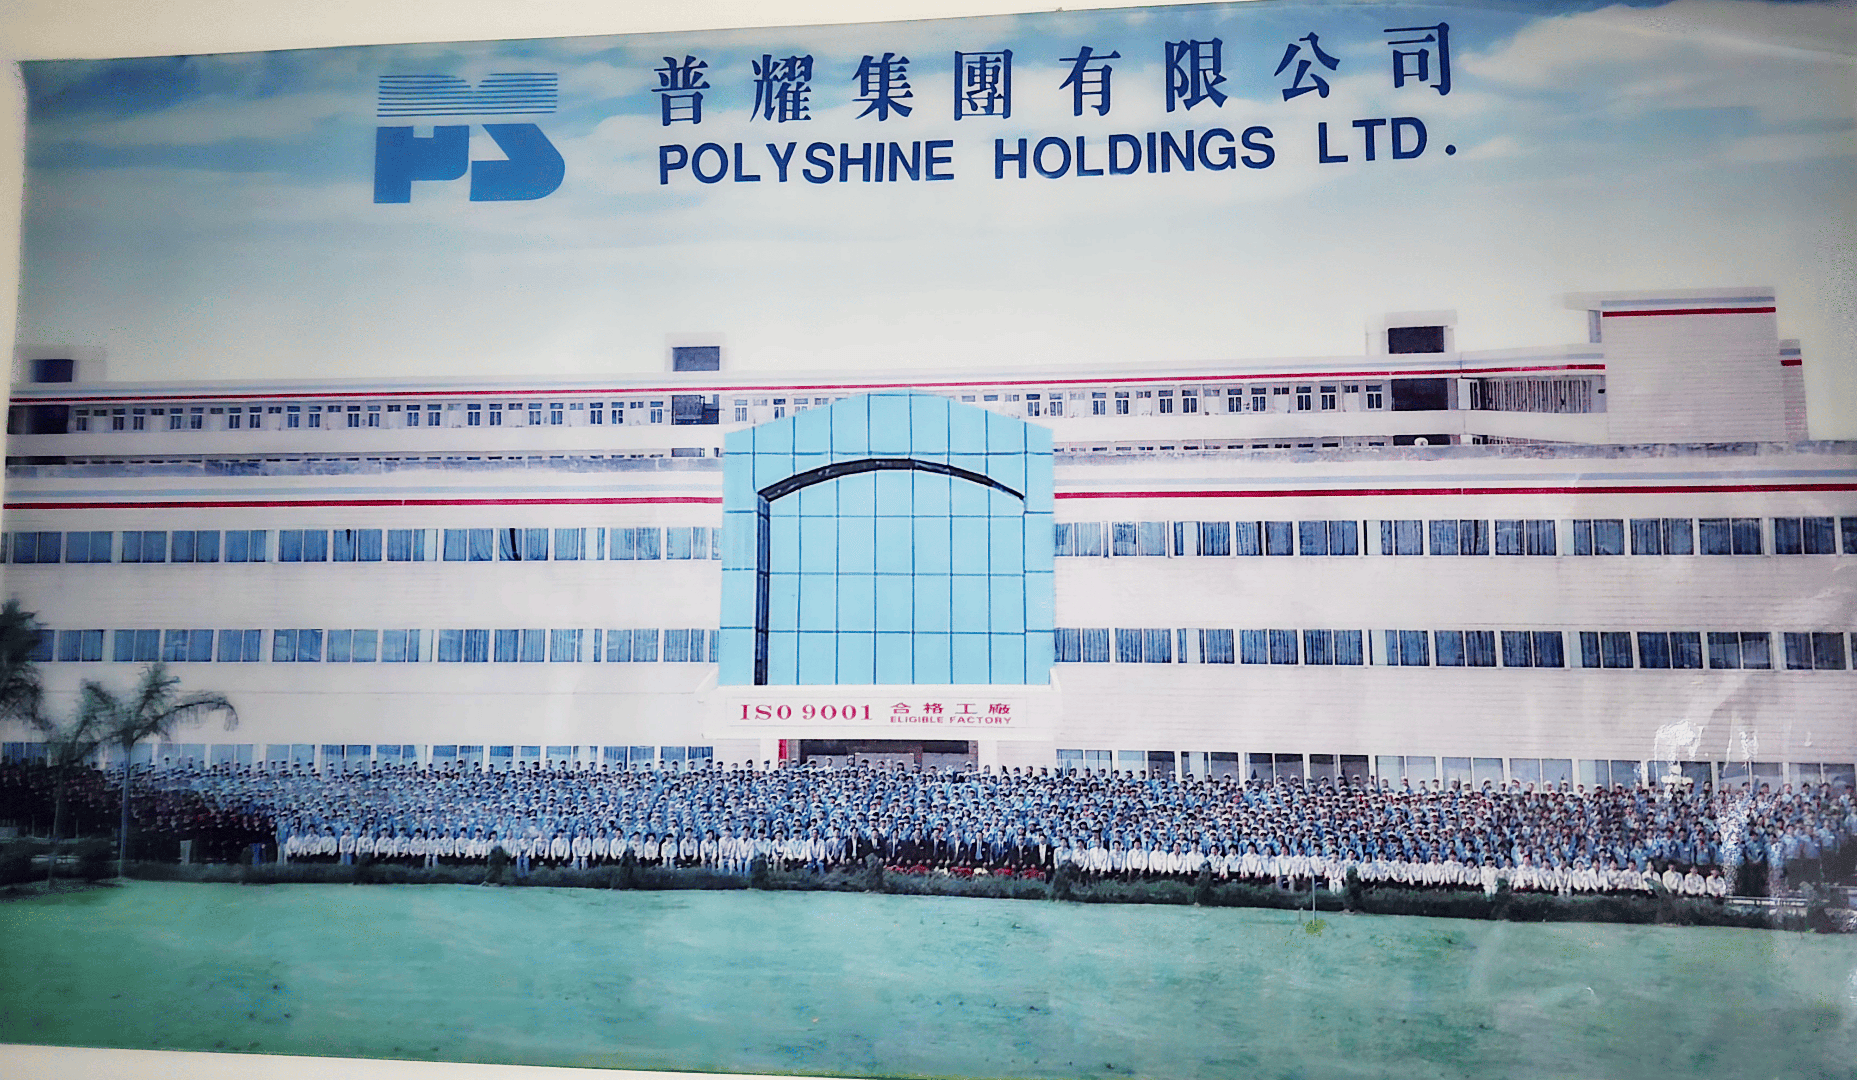 PS
普耀集團有限公司
POLYSHINE HOLDINGS LTD.
ISO 9001 合格工廠
ELIGIBLE FACTORY